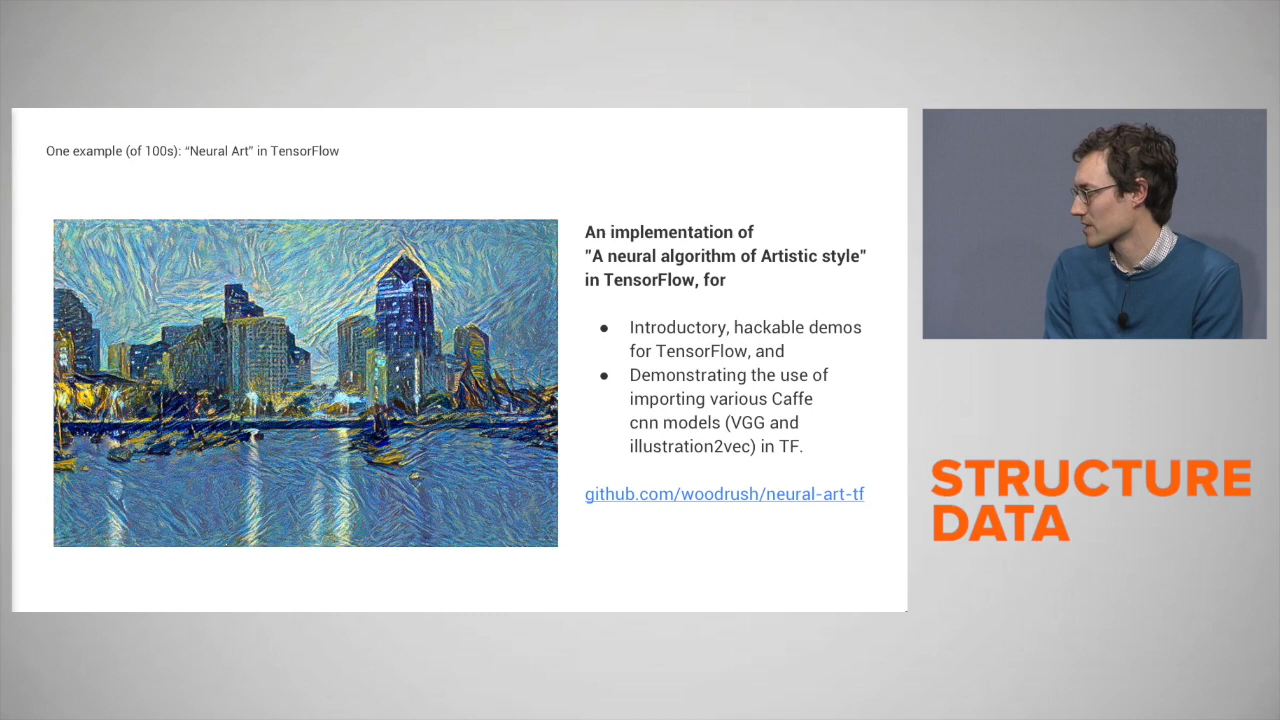 One example (of 100s): “Neural Art” in TensorFlow
An implementation of
"A neural algorithm of Artistic style"
in TensorFlow, for
● Introductory, hackable demos
for TensorFlow, and
● Demonstrating the use of
importing various Caffe
cnn models (VGG and
illustration2vec) in TF.
github.com/woodrush/neural-art-tf
STRUCTURE
DATA